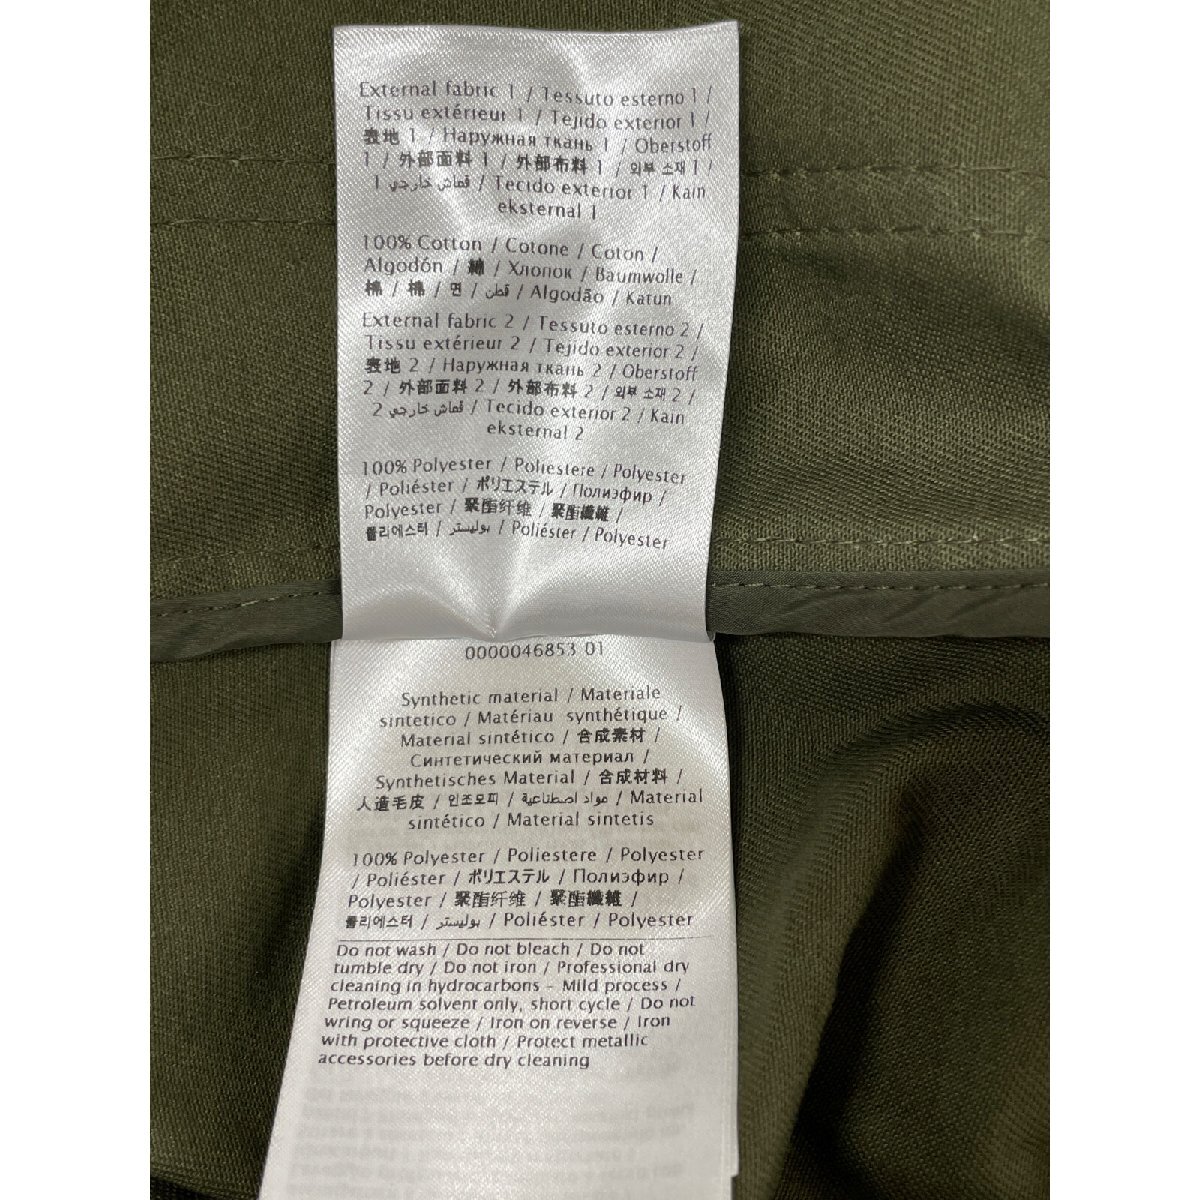 External fabric 1 / Tessuto esterno 1 /
Tissu extérieur 1 / Tejido exterior 1 /
表地 1 / Наружная ткань 1 / Oberstoff
1 / 外部面料 1 / 外部布料 1 / 외부 소재 1 /
قماش خارجي 1 / Tecido exterior 1 / Kain
eksternal 1
100% Cotton / Cotone / Coton /
Algodón / 綿 / Хлопок / Baumwolle /
棉 / 棉 / 면 / قطن / Algodão / Katun
External fabric 2 / Tessuto esterno 2 /
Tissu extérieur 2 / Tejido exterior 2 /
表地 2 / Наружная ткань 2 / Oberstoff
2 / 外部面料 2 / 外部布料 2 / 외부 소재 2 /
قماش خارجي 2 / Tecido exterior 2 / Kain
eksternal 2
100% Polyester / Poliestere / Polyester
/ Poliéster / ポリエステル / Полиэфир /
Polyester / 聚酯纤维 / 聚酯纖維 /
폴리에스터 / بوليستر / Poliéster / Polyester
0000046853 01
Synthetic material / Materiale
sintetico / Matériau synthétique /
Material sintético / 合成素材 /
Синтетический материал /
Synthetisches Material / 合成材料 /
人造毛皮 / 인조모피 / مواد اصطناعية / Material
sintético / Material sintetis
100% Polyester / Poliestere / Polyester
/ Poliéster / ポリエステル / Полиэфир /
Polyester / 聚酯纤维 / 聚酯纖維 /
폴리에스터 / بوليستر / Poliéster / Polyester
Do not wash / Do not bleach / Do not
tumble dry / Do not iron / Professional dry
cleaning in hydrocarbons - Mild process /
Petroleum solvent only, short cycle / Do not
wring or squeeze / Iron on reverse / Iron
with protective cloth / Protect metallic
accessories before dry cleaning